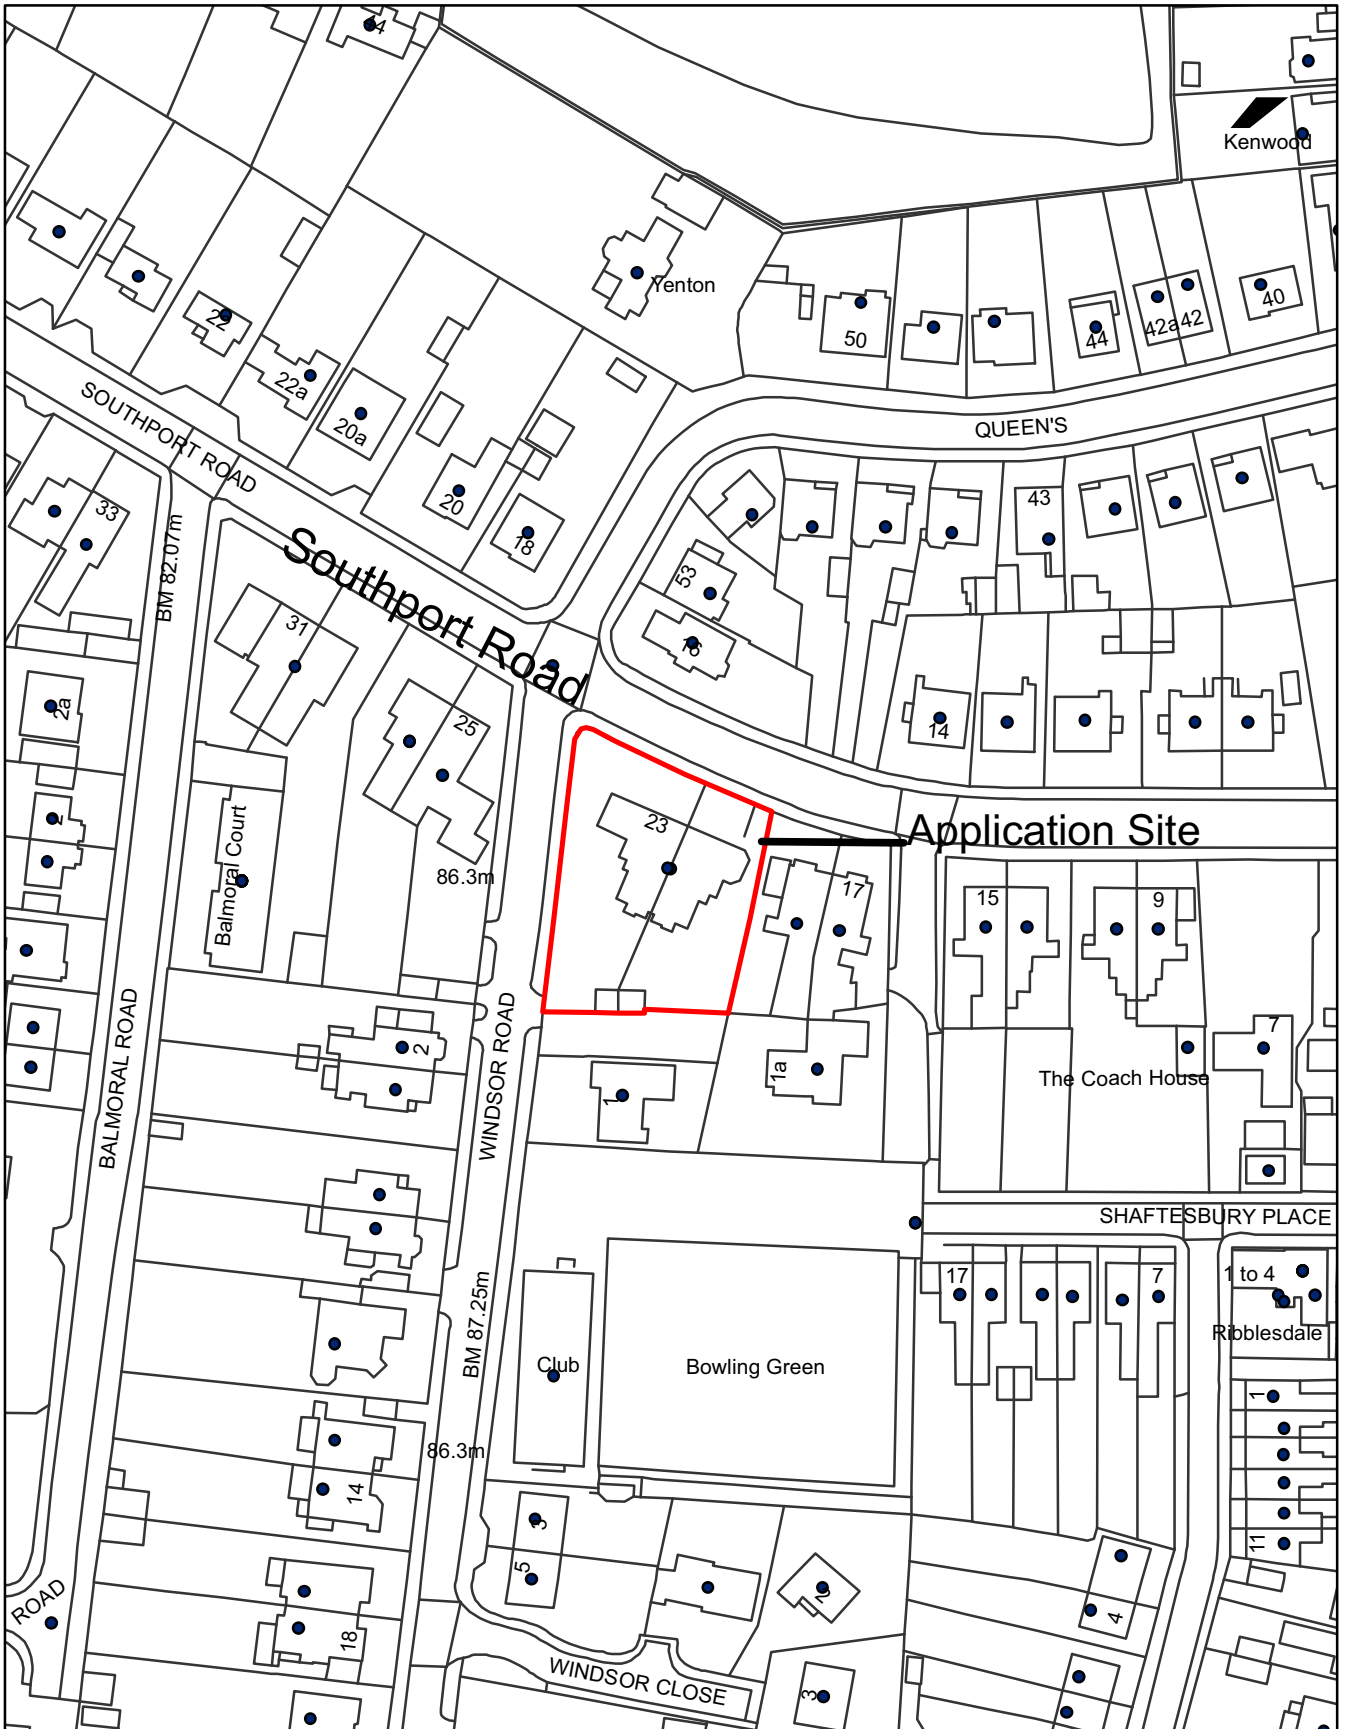 24
Kenwood
Yenton
22
22a
20a
20
18
50
44
42a
42
40
SOUTHPORT ROAD
QUEEN'S
33
BM 82.07m
Southport Road
53
16
43
31
25
2a
14
23
Application Site
2
Balmoral Court
86.3m
17
15
9
BALMORAL ROAD
WINDSOR ROAD
2
1
1a
The Coach House
7
SHAFTESBURY PLACE
BM 87.25m
17
7
1 to 4
Ribblesdale
Club
Bowling Green
1
86.3m
14
3
5
2
11
4
ROAD
18
WINDSOR CLOSE
3